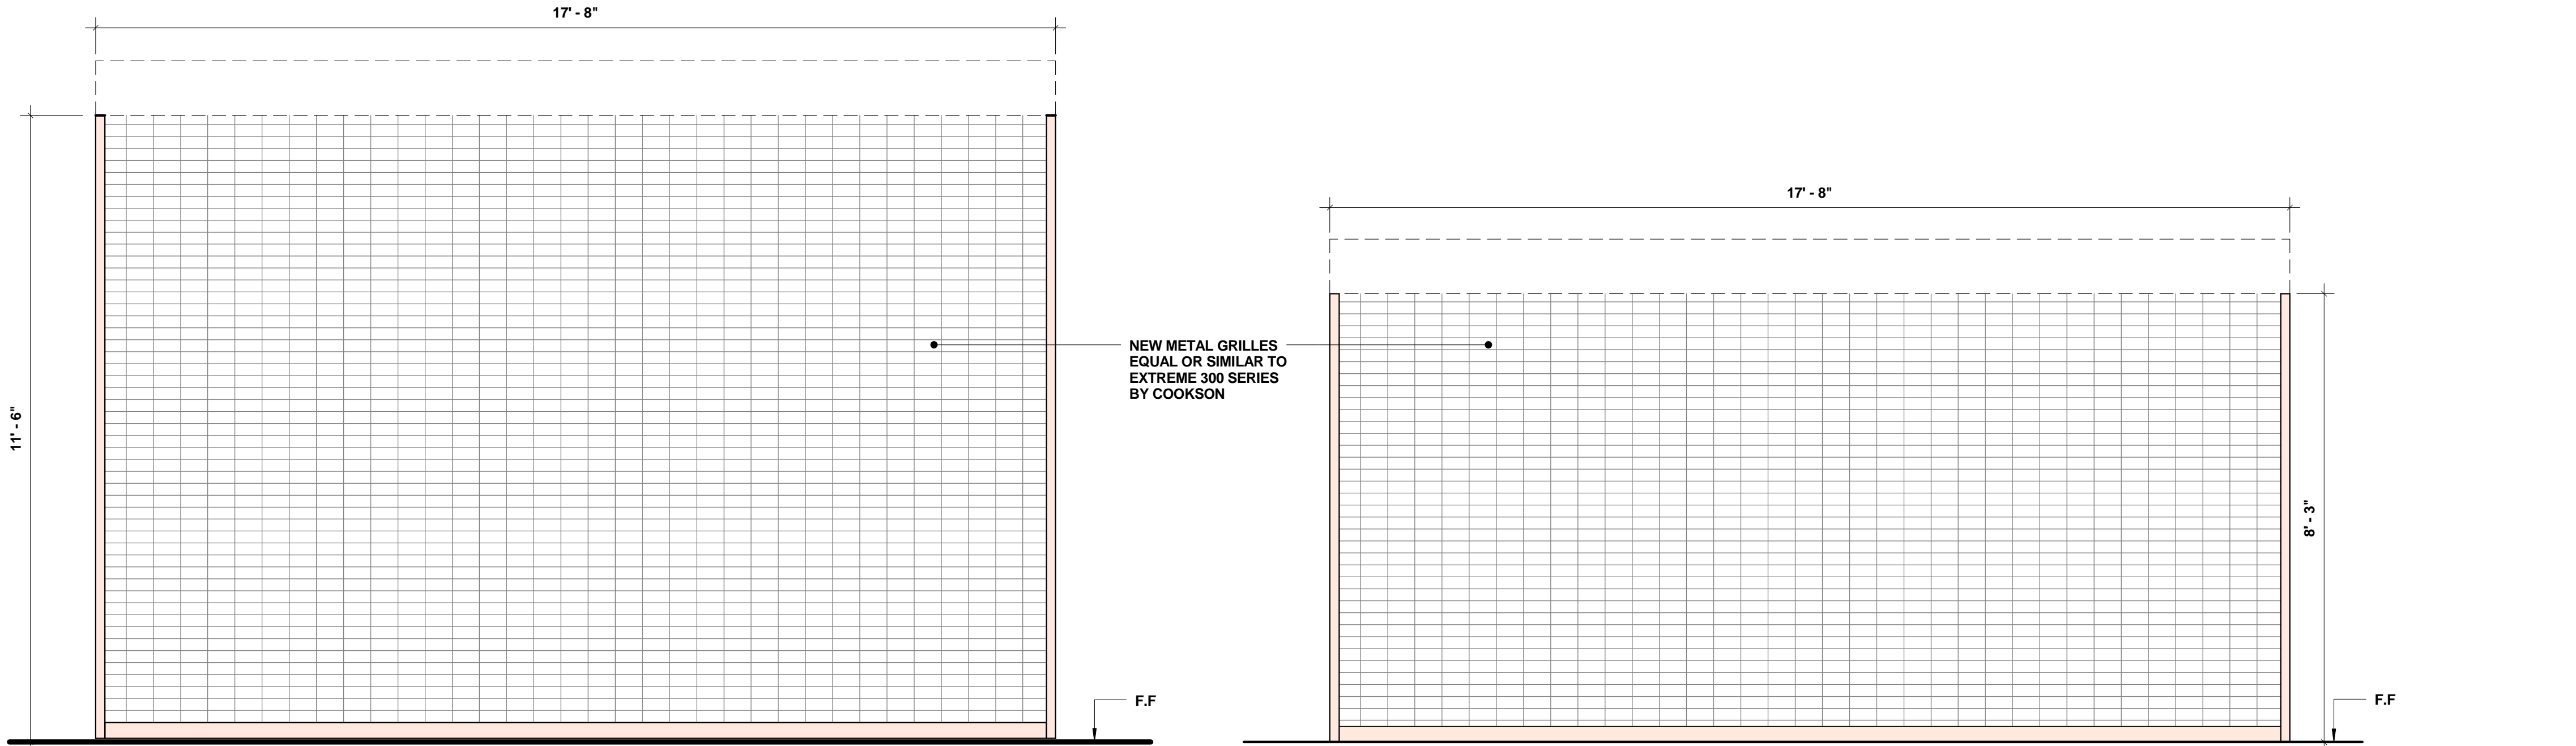 17' - 8"
17' - 8"
11' - 6"
NEW METAL GRILLES
EQUAL OR SIMILAR TO
EXTREME 300 SERIES
BY COOKSON
8' - 3"
F.F
F.F